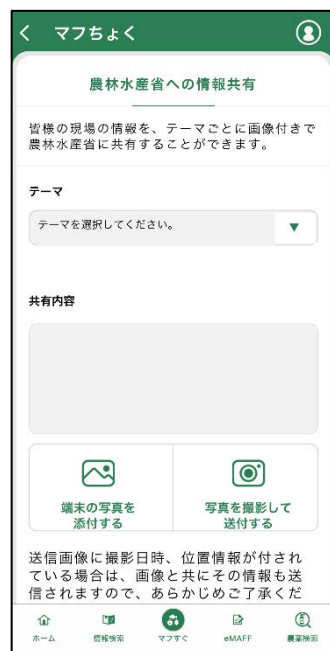 マフちょく
農林水産省への情報共有
皆様の現場の情報を、テーマごとに画像付きで
農林水産省に共有することができます。
テーマ
テーマを選択してください。
共有内容
端末の写真を
添付する
写真を撮影して
送付する
送信画像に撮影日時、位置情報が付され
ている場合は、画像と共にその情報も送
信されますので、あらかじめご了承くだ
ホーム
情報検索
マフすぐ
eMAFF
農薬検索